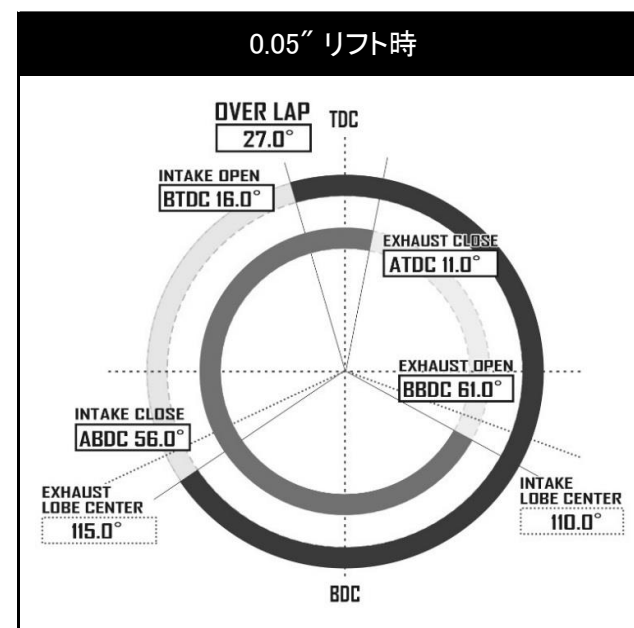 0.05″ リフト時
OVER LAP
27.0°
TDC
INTAKE OPEN
BTDC 16.0°
EXHAUST CLOSE
ATDC 11.0°
EXHAUST OPEN
BBDC 61.0°
INTAKE CLOSE
ABDC 56.0°
EXHAUST
LOBE CENTER
115.0°
INTAKE
LOBE CENTER
110.0°
BDC